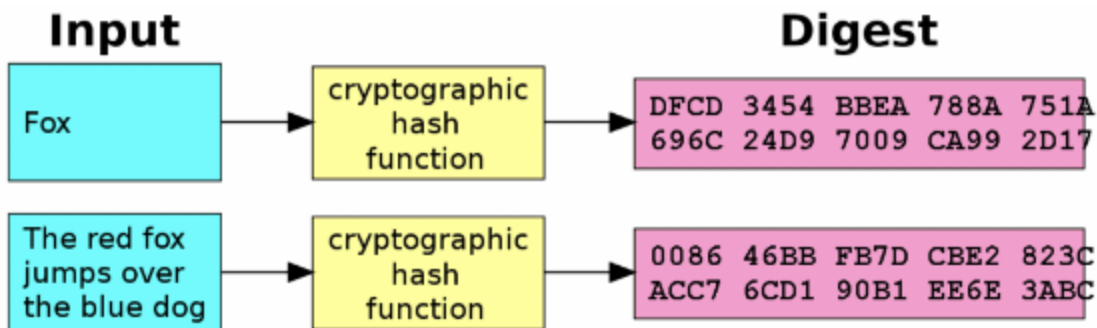 Input
Digest
Fox
cryptographic
hash
function
DFCD 3454 BBEA 788A 751A
696C 24D9 7009 CA99 2D17
The red fox
jumps over
the blue dog
cryptographic
hash
function
0086 46BB FB7D CBE2 823C
ACC7 6CD1 90B1 EE6E 3ABC